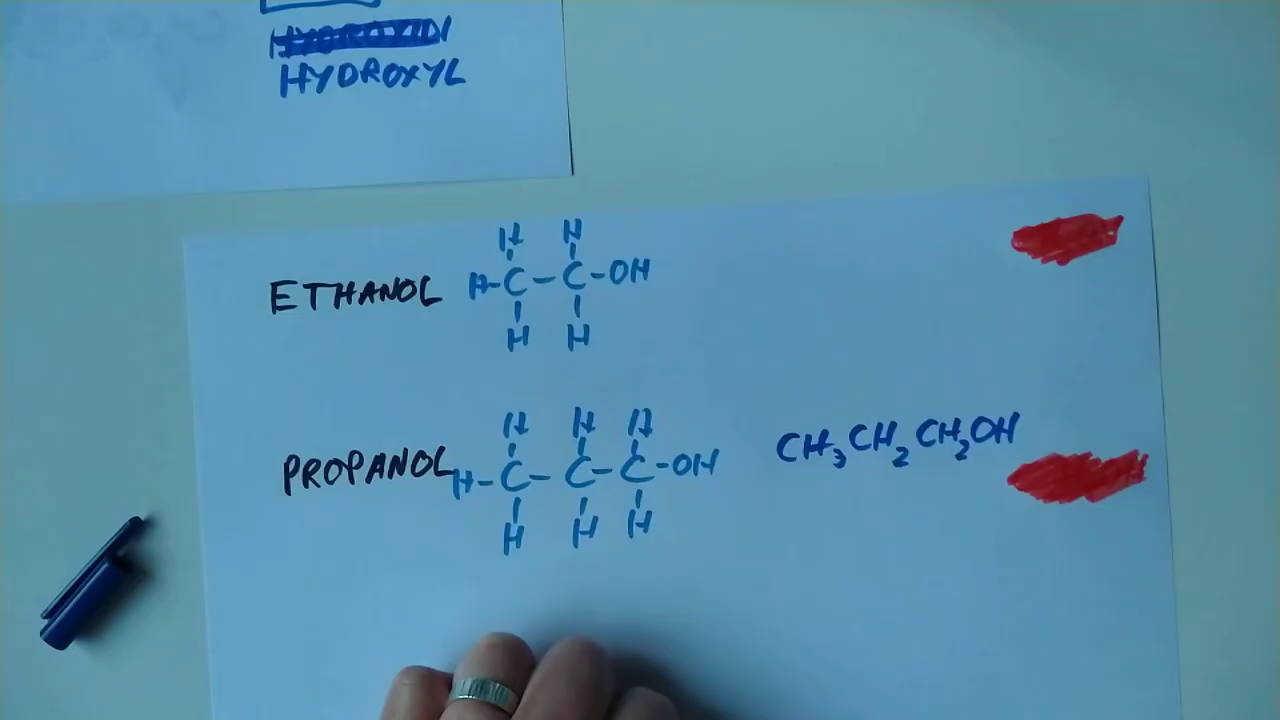 HYDROXYL
H H
ETHANOL H-C-C-OH
H H
H H H
PROPANOL H-C-C-C-OH CH3CH2CH2OH
H H H